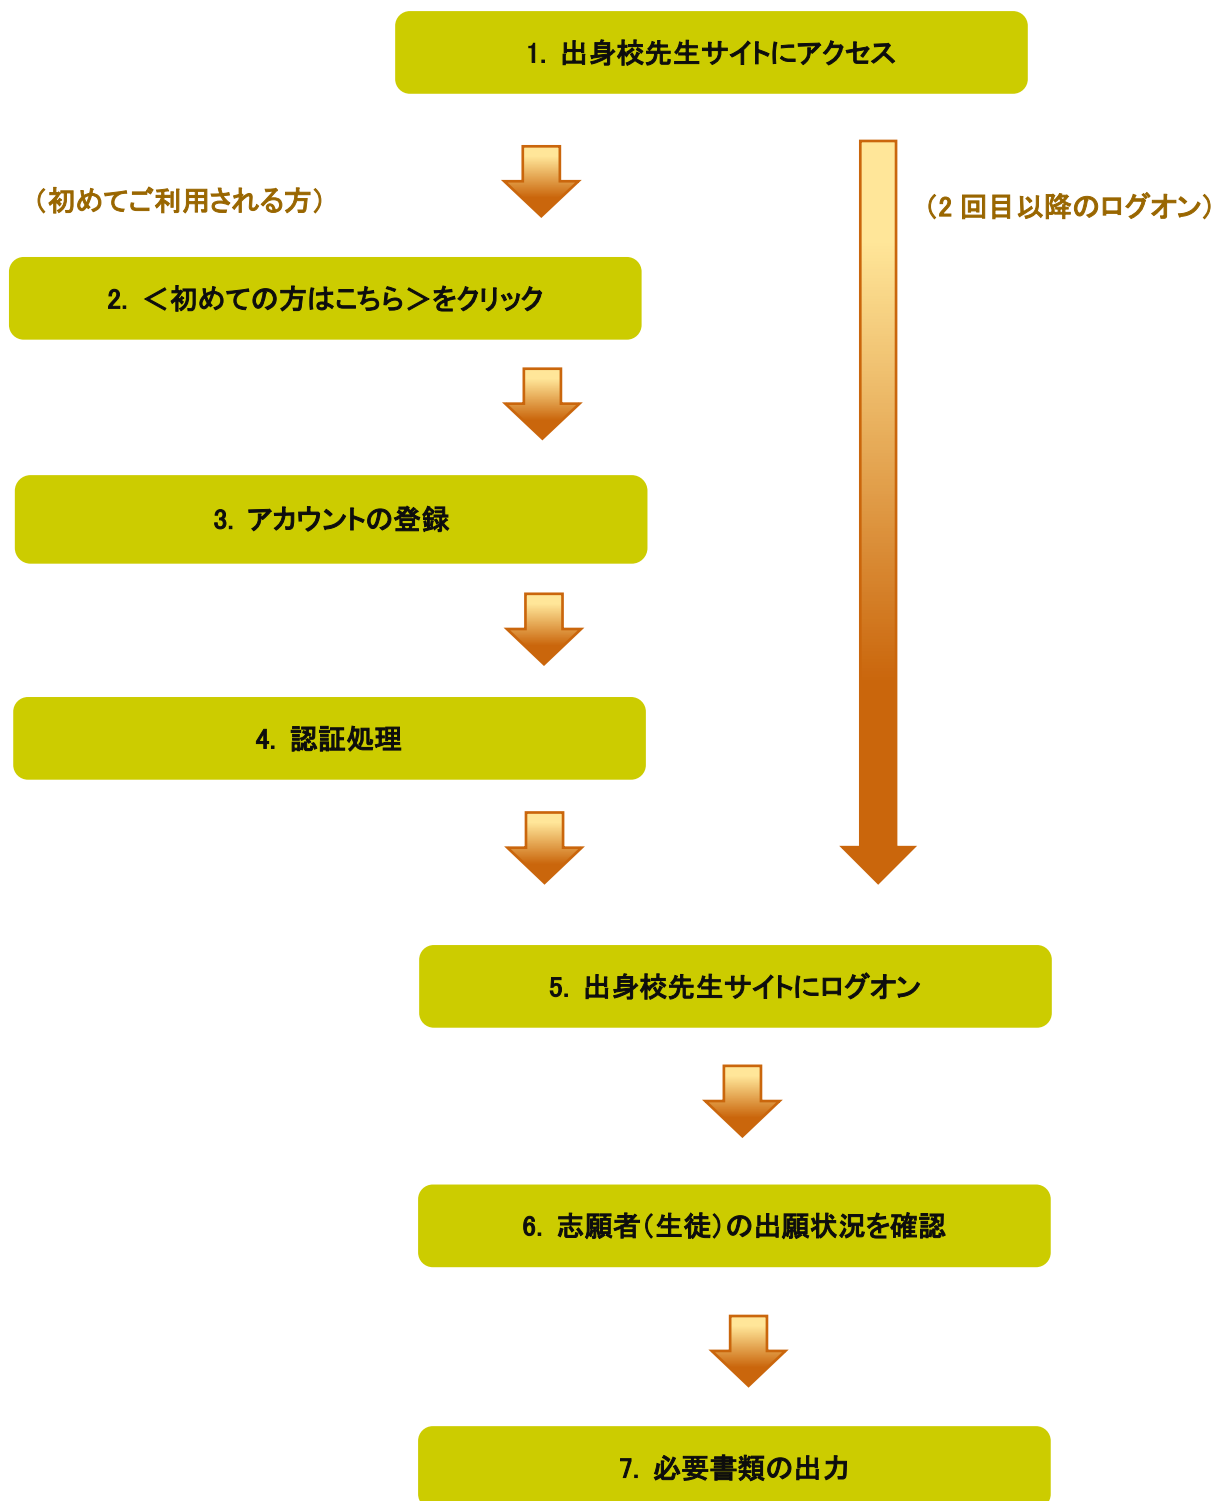 1. 出身校先生サイトにアクセス
（初めてご利用される方）
（2 回目以降のログオン）
2. ＜初めての方はこちら＞をクリック
3. アカウントの登録
4. 認証処理
5. 出身校先生サイトにログオン
6. 志願者（生徒）の出願状況を確認
7. 必要書類の出力